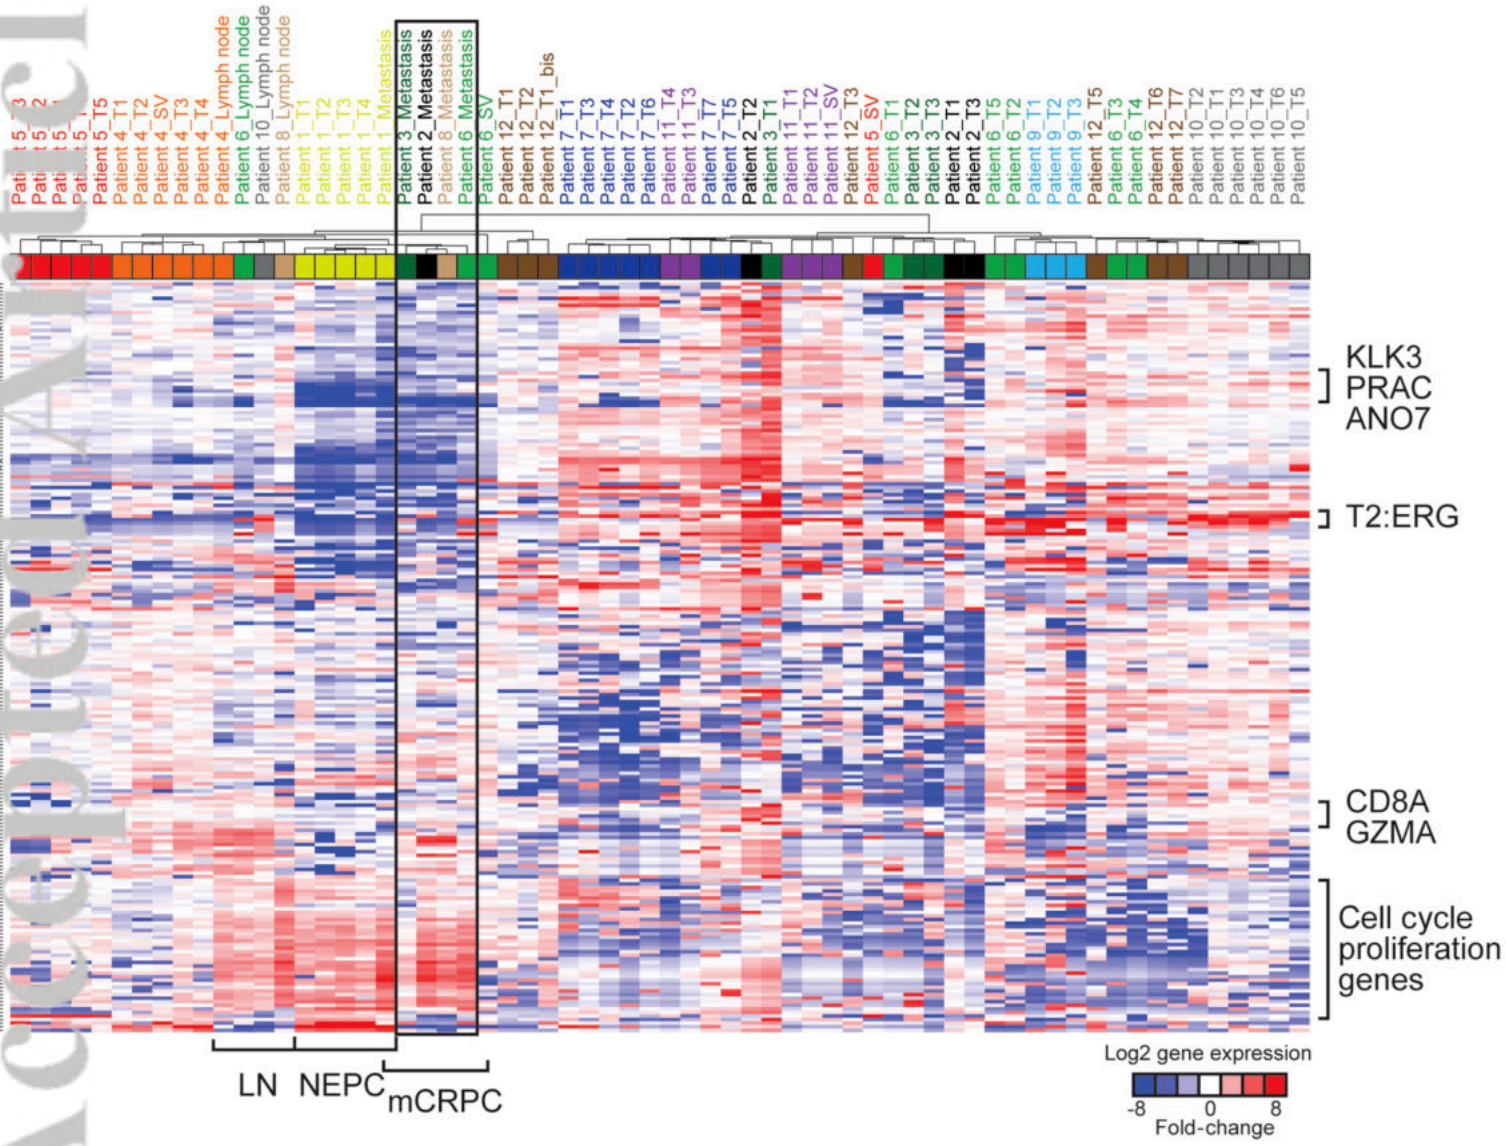 Patient 5_T3
Patient 5_T2
Patient 5_T5
Patient 4_T1
Patient 4_T2
Patient 4_SV
Patient 4_T3
Patient 4_T4
Patient 4_Lymph node
Patient 6_Lymph node
Patient 10_Lymph node
Patient 8_Lymph node
Patient 1_T1
Patient 1_T2
Patient 1_T3
Patient 1_T4
Patient 1_Metastasis
Patient 3_Metastasis
Patient 2_Metastasis
Patient 8_Metastasis
Patient 6_Metastasis
Patient 6_SV
Patient 12_T1
Patient 12_T2
Patient 12_T1_bis
Patient 7_T1
Patient 7_T3
Patient 7_T4
Patient 7_T2
Patient 7_T6
Patient 11_T4
Patient 11_T3
Patient 7_T7
Patient 7_T5
Patient 2_T2
Patient 3_T1
Patient 11_T1
Patient 11_T2
Patient 11_SV
Patient 12_T3
Patient 5_SV
Patient 6_T1
Patient 3_T2
Patient 3_T3
Patient 2_T1
Patient 2_T3
Patient 6_T5
Patient 6_T2
Patient 9_T1
Patient 9_T2
Patient 9_T3
Patient 12_T5
Patient 6_T3
Patient 6_T4
Patient 12_T6
Patient 12_T7
Patient 10_T2
Patient 10_T1
Patient 10_T3
Patient 10_T4
Patient 10_T6
Patient 10_T5
KLK3
PRAC
ANO7
T2:ERG
CD8A
GZMA
Cell cycle
proliferation
genes
LN NEPC mCRPC
Log2 gene expression
-8 0 8
Fold-change
Accepted Articl